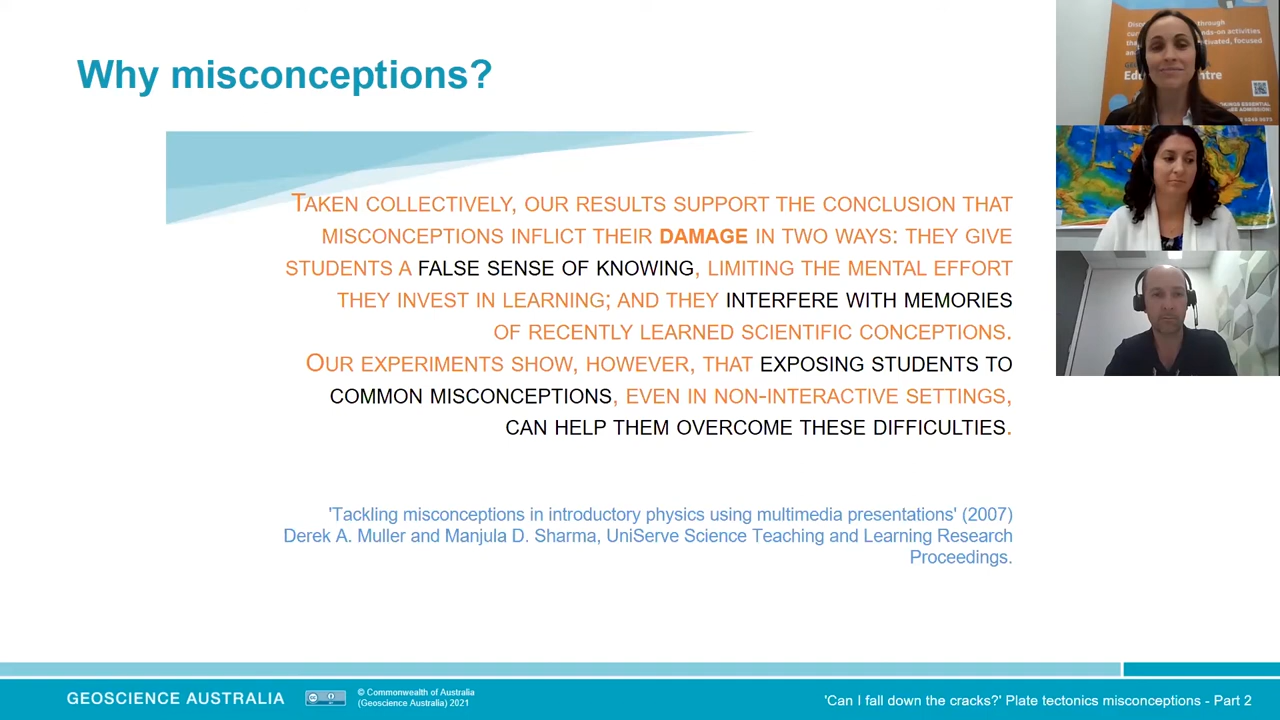 Why misconceptions?
TAKEN COLLECTIVELY, OUR RESULTS SUPPORT THE CONCLUSION THAT
MISCONCEPTIONS INFLICT THEIR DAMAGE IN TWO WAYS: THEY GIVE
STUDENTS A FALSE SENSE OF KNOWING, LIMITING THE MENTAL EFFORT
THEY INVEST IN LEARNING; AND THEY INTERFERE WITH MEMORIES
OF RECENTLY LEARNED SCIENTIFIC CONCEPTIONS.
OUR EXPERIMENTS SHOW, HOWEVER, THAT EXPOSING STUDENTS TO
COMMON MISCONCEPTIONS, EVEN IN NON-INTERACTIVE SETTINGS,
CAN HELP THEM OVERCOME THESE DIFFICULTIES.
'Tackling misconceptions in introductory physics using multimedia presentations' (2007)
Derek A. Muller and Manjula D. Sharma, UniServe Science Teaching and Learning Research
Proceedings.
GEOSCIENCE AUSTRALIA
© Commonwealth of Australia
(Geoscience Australia) 2021
'Can I fall down the cracks?' Plate tectonics misconceptions - Part 2